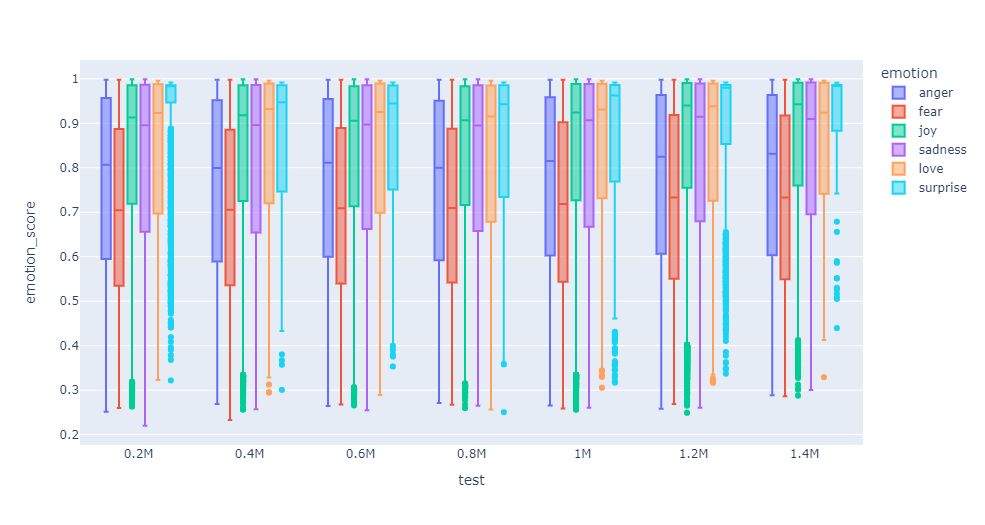 emotion
anger
fear
joy
sadness
love
surprise
emotion_score
1
0.9
0.8
0.7
0.6
0.5
0.4
0.3
0.2
0.2M
0.4M
0.6M
0.8M
1M
1.2M
1.4M
test